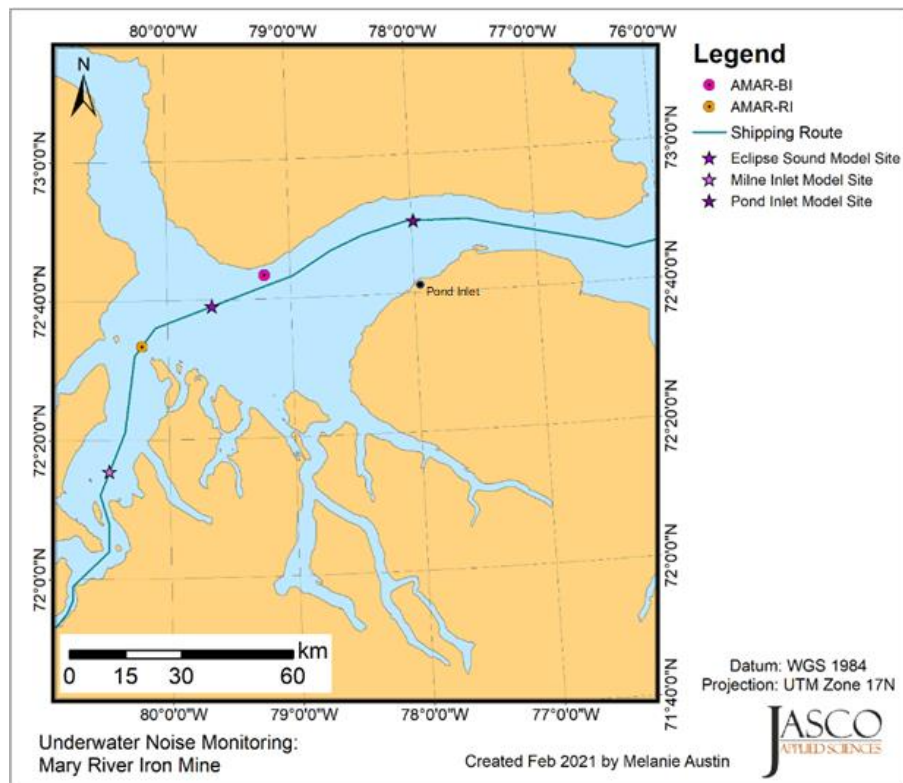 80°0'0"W 79°0'0"W 78°0'0"W 77°0'0"W 76°0'0"W
N
73°0'0"N
72°40'0"N
72°20'0"N
72°0'0"N
Pond Inlet
73°0'0"N
72°40'0"N
72°20'0"N
72°0'0"N
71°40'0"N
km
0 15 30 60
80°0'0"W 79°0'0"W 78°0'0"W 77°0'0"W
Legend
AMAR-BI
AMAR-RI
Shipping Route
Eclipse Sound Model Site
Milne Inlet Model Site
Pond Inlet Model Site
Datum: WGS 1984
Projection: UTM Zone 17N
Underwater Noise Monitoring:
Mary River Iron Mine
Created Feb 2021 by Melanie Austin
JASCO
APPLIED SCIENCES